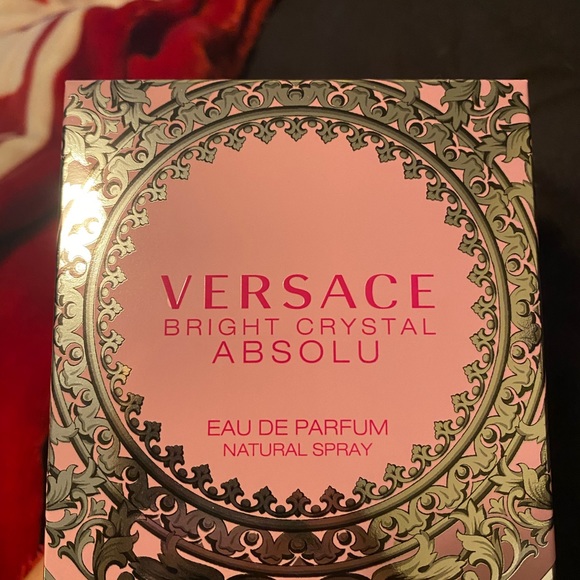 VERSACE
BRIGHT CRYSTAL
ABSOLU
EAU DE PARFUM
NATURAL SPRAY